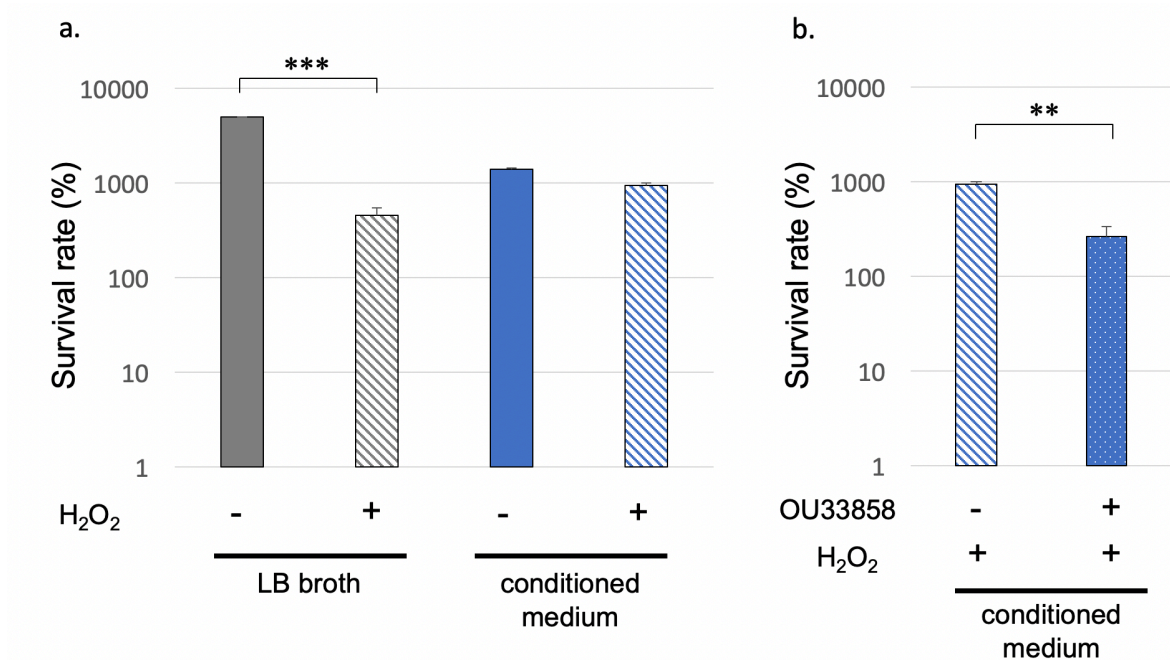 a.
***
10000
1000
100
10
1
Survival rate (%)
H₂O₂
- + - +
LB broth
conditioned
medium
b.
**
10000
1000
100
10
1
Survival rate (%)
OU33858
- +
H₂O₂
+ +
conditioned
medium